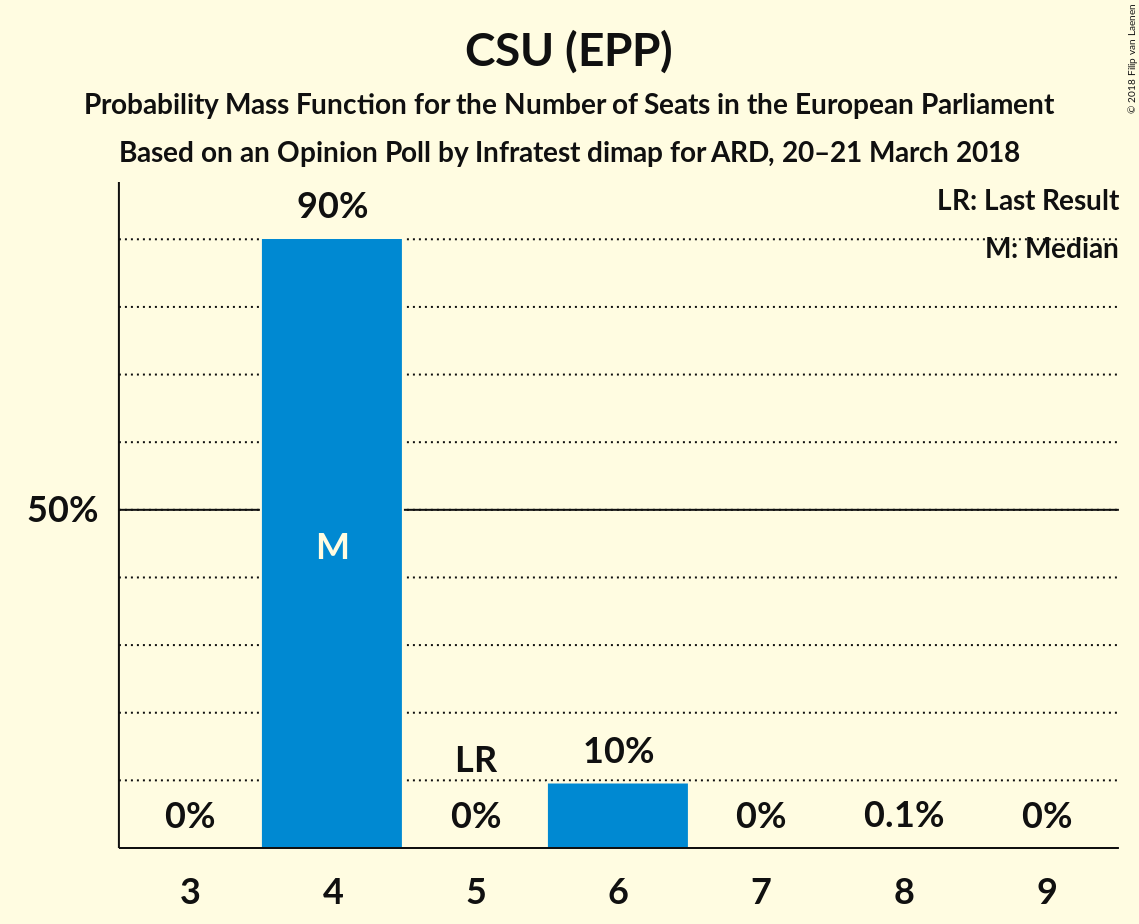 CSU (EPP)
Probability Mass Function for the Number of Seats in the European Parliament
Based on an Opinion Poll by Infratest dimap for ARD, 20–21 March 2018
© 2018 Filip van Laenen
LR: Last Result
M: Median
90%
50%
M
LR
10%
0%
0%
0%
0.1%
0%
3
4
5
6
7
8
9